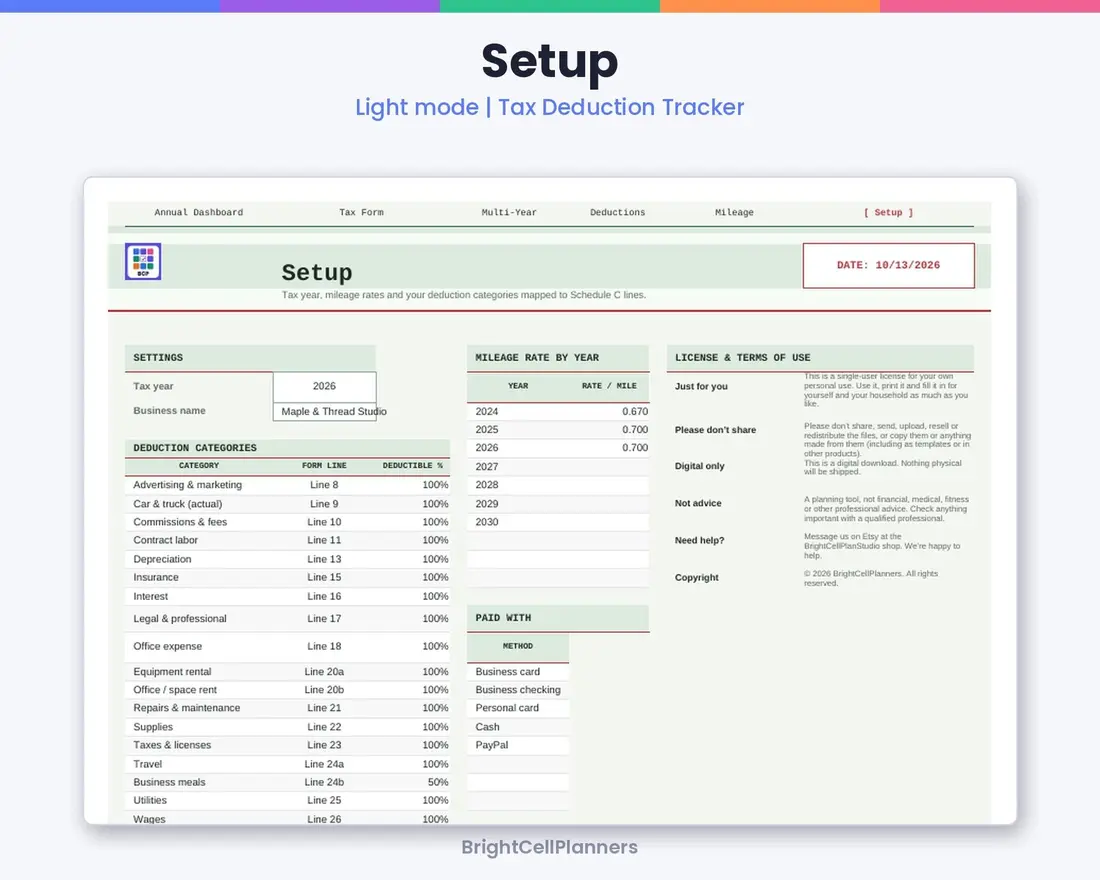 Setup
Light mode | Tax Deduction Tracker
Annual Dashboard Tax Form Multi-Year Deductions Mileage [ Setup ]
BCP
Setup
DATE: 10/13/2026
Tax year, mileage rates and your deduction categories mapped to Schedule C lines.
SETTINGS
Tax year 2026
Business name Maple & Thread Studio
DEDUCTION CATEGORIES
CATEGORY FORM LINE DEDUCTIBLE %
Advertising & marketing Line 8 100%
Car & truck (actual) Line 9 100%
Commissions & fees Line 10 100%
Contract labor Line 11 100%
Depreciation Line 13 100%
Insurance Line 15 100%
Interest Line 16 100%
Legal & professional Line 17 100%
Office expense Line 18 100%
Equipment rental Line 20a 100%
Office / space rent Line 20b 100%
Repairs & maintenance Line 21 100%
Supplies Line 22 100%
Taxes & licenses Line 23 100%
Travel Line 24a 100%
Business meals Line 24b 50%
Utilities Line 25 100%
Wages Line 26 100%
MILEAGE RATE BY YEAR
YEAR RATE / MILE
2024 0.670
2025 0.700
2026 0.700
2027
2028
2029
2030
PAID WITH
METHOD
Business card
Business checking
Personal card
Cash
PayPal
LICENSE & TERMS OF USE
Just for you
This is a single-user license for your own
personal use. Use it, print it and fill it in for
yourself and your household as much as you
like.
Please don't share
Please don't share, send, upload, resell or
redistribute the files, or copy them or anything
made from them (including as templates or in
other products).
Digital only
This is a digital download. Nothing physical
will be shipped.
Not advice
A planning tool, not financial, medical, fitness
or other professional advice. Check anything
important with a qualified professional.
Need help?
Message us on Etsy at the
BrightCellPlanStudio shop. We're happy to
help.
Copyright
© 2026 BrightCellPlanners. All rights
reserved.
BrightCellPlanners